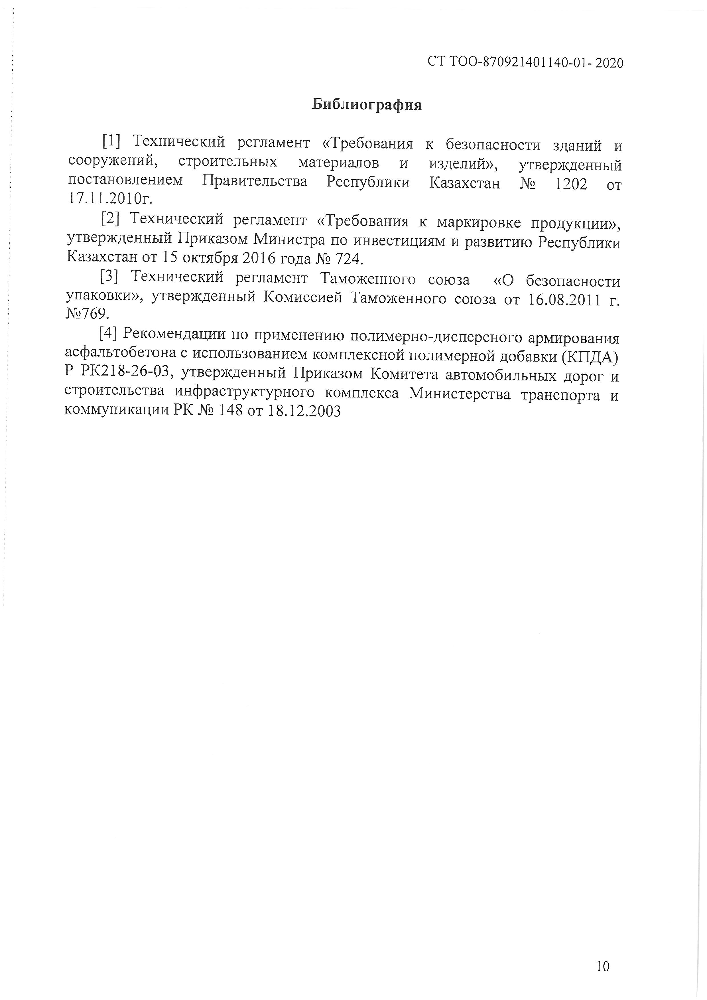 СТ ТОО-870921401140-01- 2020
Библиография
[1] Технический регламент «Требования к безопасности зданий и
сооружений, строительных материалов и изделий», утвержденный
постановлением Правительства Республики Казахстан № 1202 от
17.11.2010г.
[2] Технический регламент «Требования к маркировке продукции»,
утвержденный Приказом Министра по инвестициям и развитию Республики
Казахстан от 15 октября 2016 года № 724.
[3] Технический регламент Таможенного союза «О безопасности
упаковки», утвержденный Комиссией Таможенного союза от 16.08.2011 г.
№769.
[4] Рекомендации по применению полимерно-дисперсного армирования
асфальтобетона с использованием комплексной полимерной добавки (КПДА)
Р РК218-26-03, утвержденный Приказом Комитета автомобильных дорог и
строительства инфраструктурного комплекса Министерства транспорта и
коммуникации РК № 148 от 18.12.2003
10